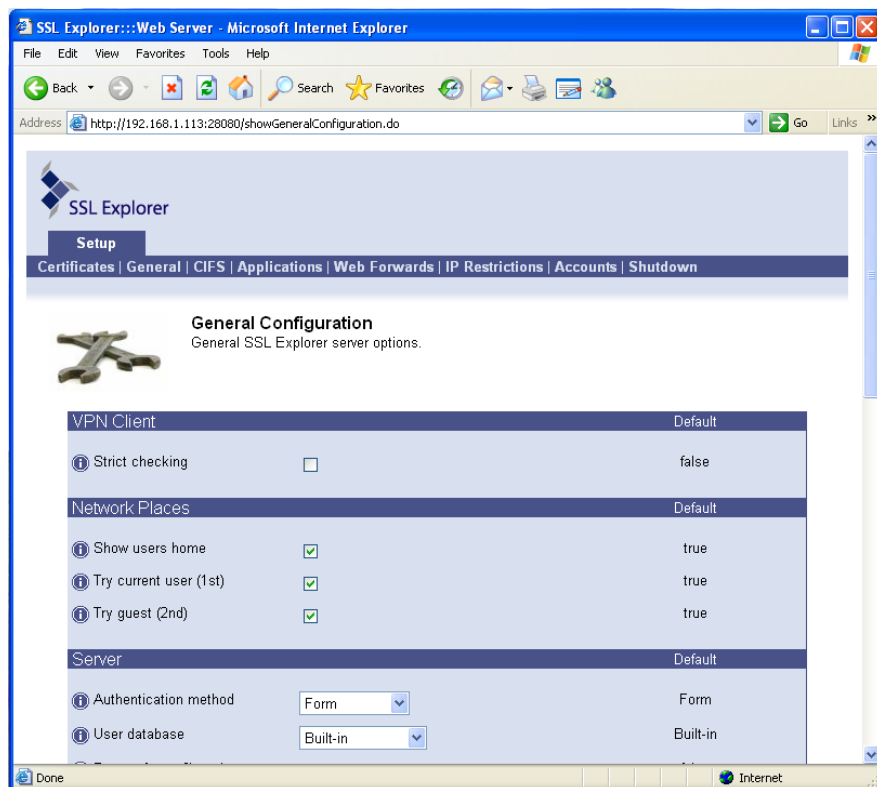 SSL Explorer:::Web Server - Microsoft Internet Explorer
File Edit View Favorites Tools Help
Back Search Favorites
Address http://192.168.1.113:28080/showGeneralConfiguration.do Go Links »
SSL Explorer
Setup
Certificates | General | CIFS | Applications | Web Forwards | IP Restrictions | Accounts | Shutdown
General Configuration
General SSL Explorer server options.
VPN Client Default
Strict checking false
Network Places Default
Show users home true
Try current user (1st) true
Try guest (2nd) true
Server Default
Authentication method Form Form
User database Built-in Built-in
Done Internet